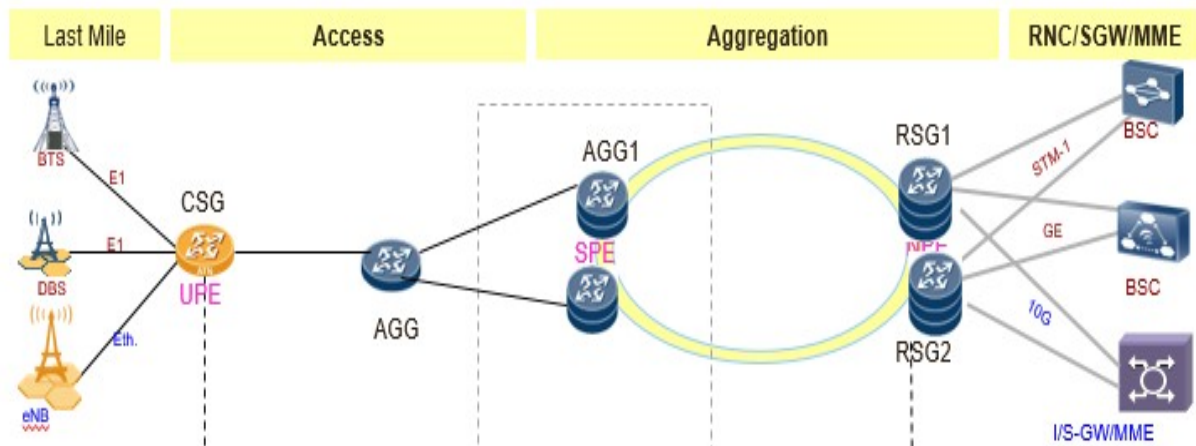 Last Mile
Access
Aggregation
RNC/SGW/MME
BTS
E1
CSG
AGG1
RSG1
STM-1
BSC
DBS
E1
UPE
AGG
SPE
NPE
GE
BSC
eNB
Eth.
RSG2
10G
I/S-GW/MME